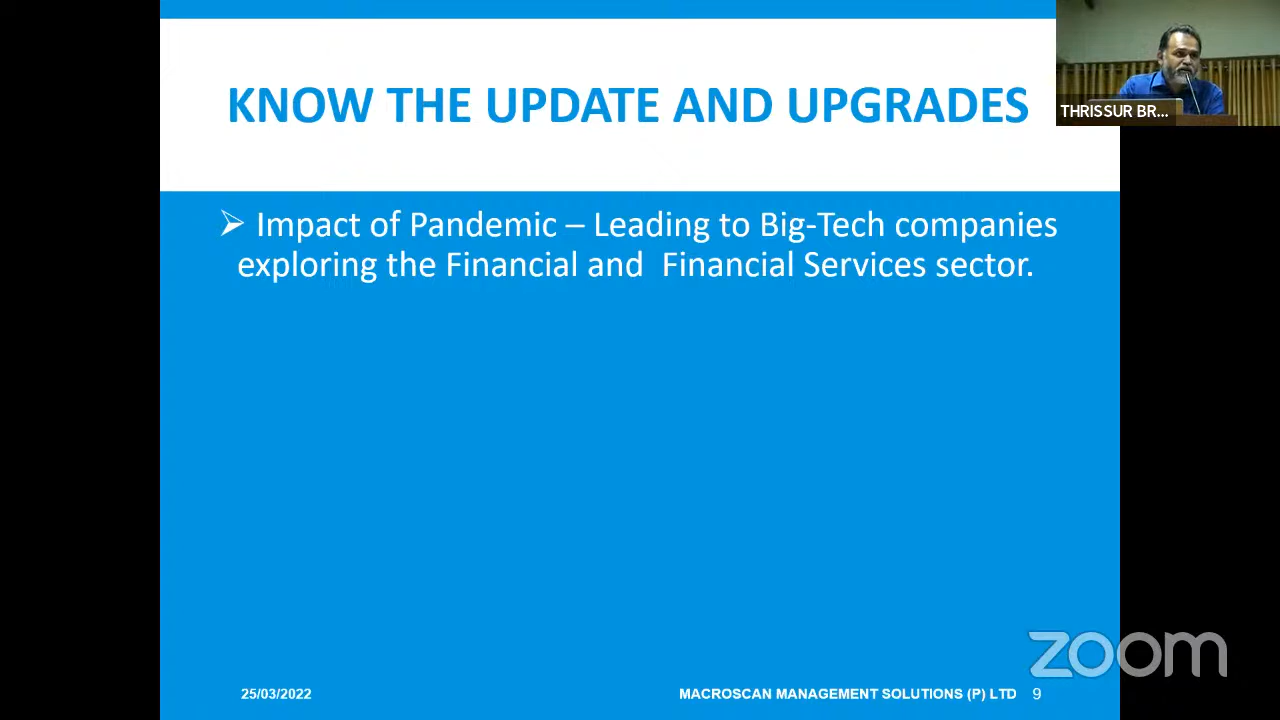 KNOW THE UPDATE AND UPGRADES
THRISSUR BR...
➢ Impact of Pandemic – Leading to Big-Tech companies
exploring the Financial and Financial Services sector.
zoom
25/03/2022
MACROSCAN MANAGEMENT SOLUTIONS (P) LTD 9